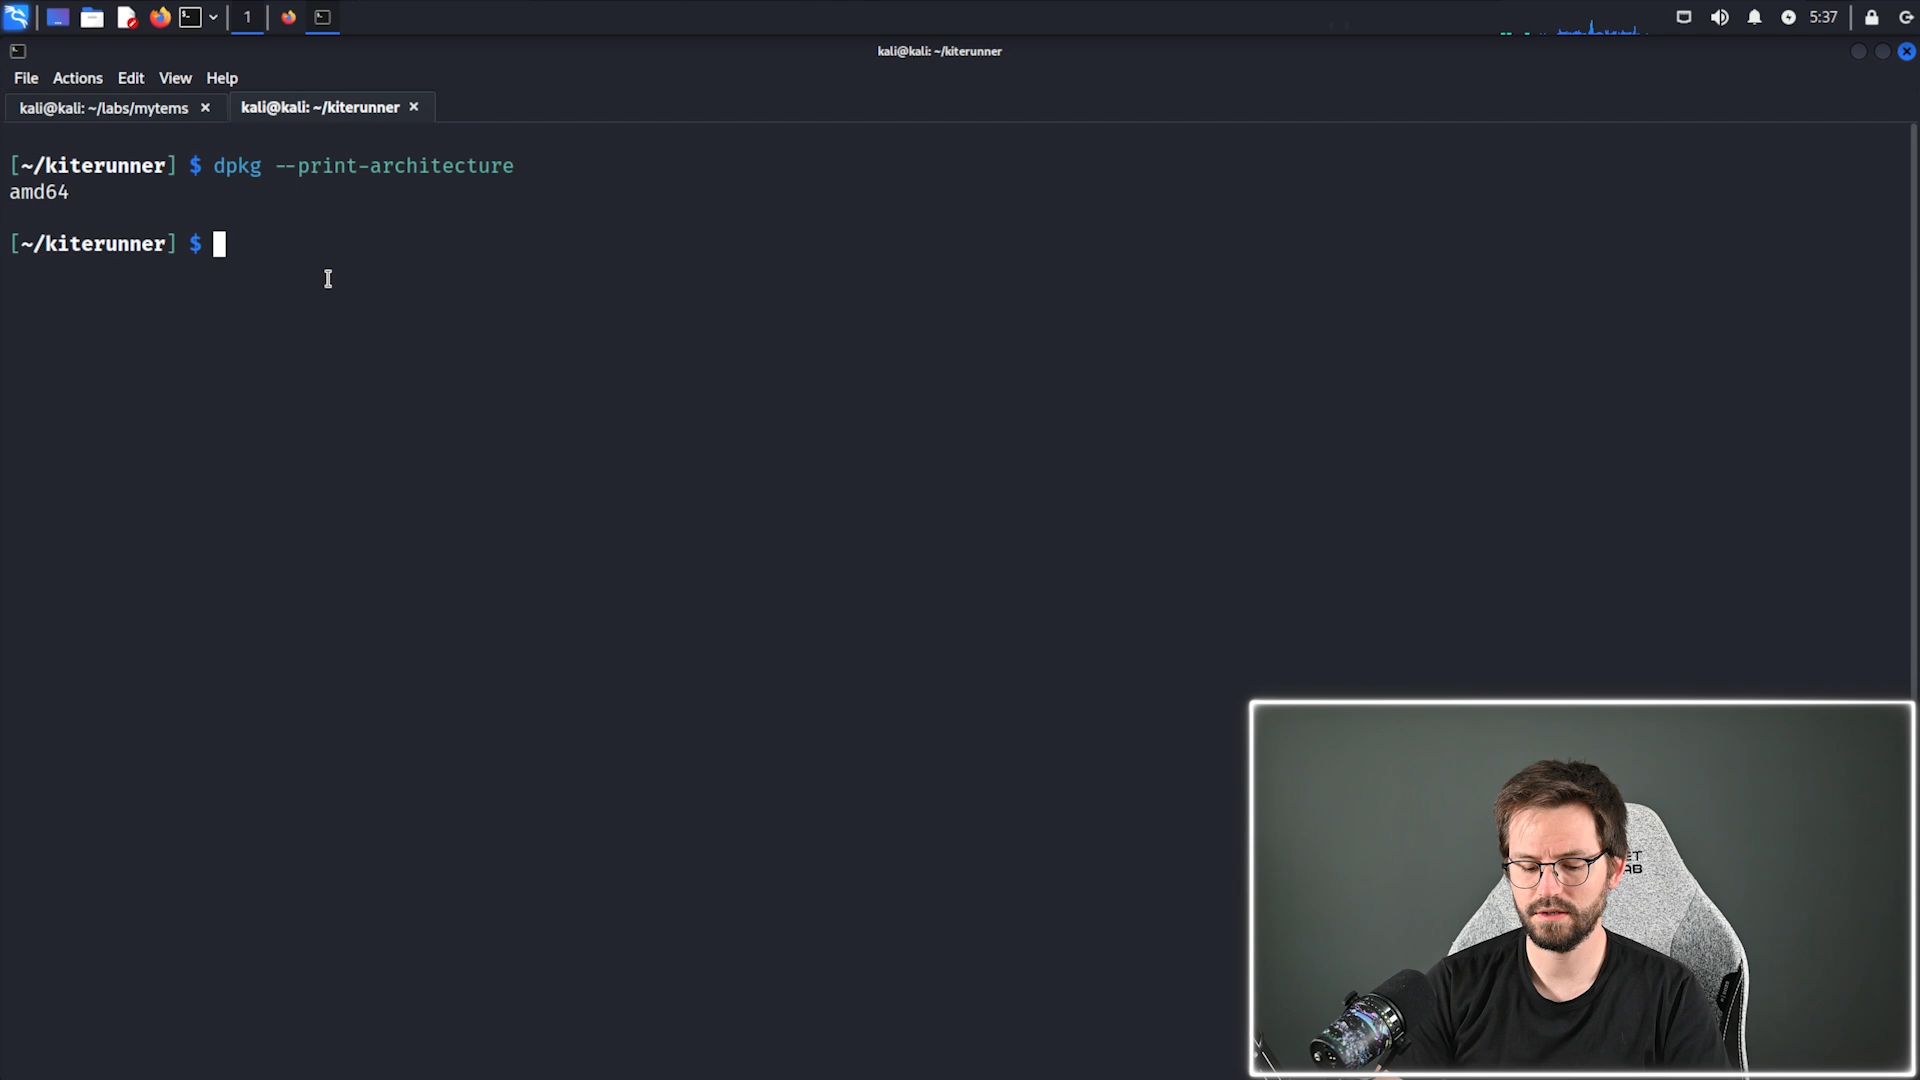 1
5:37
kali@kali: ~/kiterunner
File Actions Edit View Help
kali@kali: ~/labs/mytems
kali@kali: ~/kiterunner
[~/kiterunner] $ dpkg --print-architecture
amd64
[~/kiterunner] $